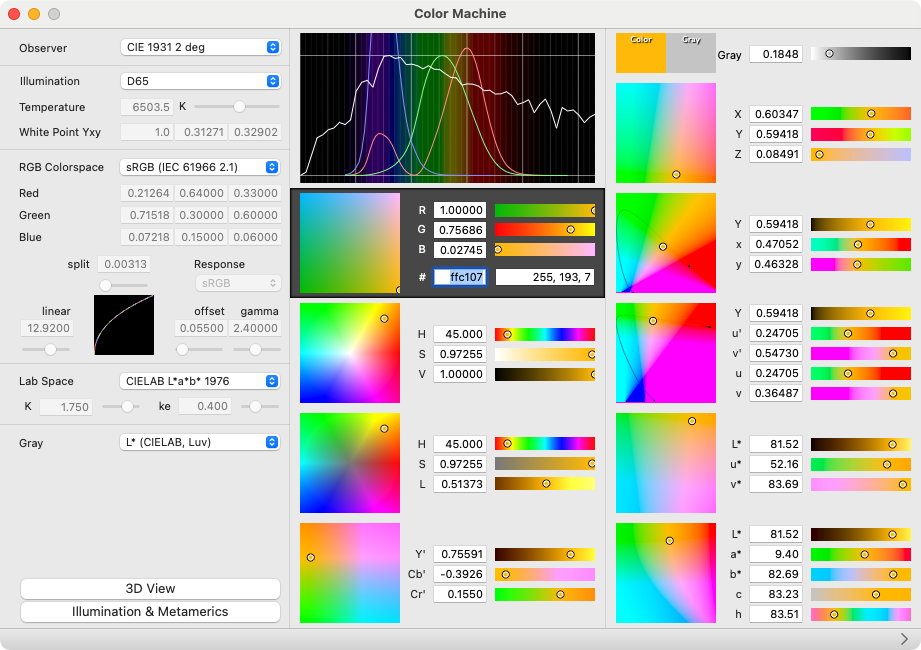 Color Machine
Observer CIE 1931 2 deg
Illumination D65
Temperature 6503.5 K
White Point Yxy 1.0 0.31271 0.32902
RGB Colorspace sRGB (IEC 61966 2.1)
Red 0.21264 0.64000 0.33000
Green 0.71518 0.30000 0.60000
Blue 0.07218 0.15000 0.06000
split 0.00313 Response
sRGB
linear offset gamma
12.9200 0.05500 2.40000
Lab Space CIELAB L*a*b* 1976
K 1.750 ke 0.400
Gray L* (CIELAB, Luv)
3D View
Illumination & Metamerics
R 1.00000
G 0.75686
B 0.02745
# ffc107 255, 193, 7
H 45.000
S 0.97255
V 1.00000
H 45.000
S 0.97255
L 0.51373
Y' 0.75591
Cb' -0.3926
Cr' 0.1550
Color Gray
Gray 0.1848
X 0.60347
Y 0.59418
Z 0.08491
Y 0.59418
x 0.47052
y 0.46328
Y 0.59418
u' 0.24705
v' 0.54730
u 0.24705
v 0.36487
L* 81.52
u* 52.16
v* 83.69
L* 81.52
a* 9.40
b* 82.69
c 83.23
h 83.51